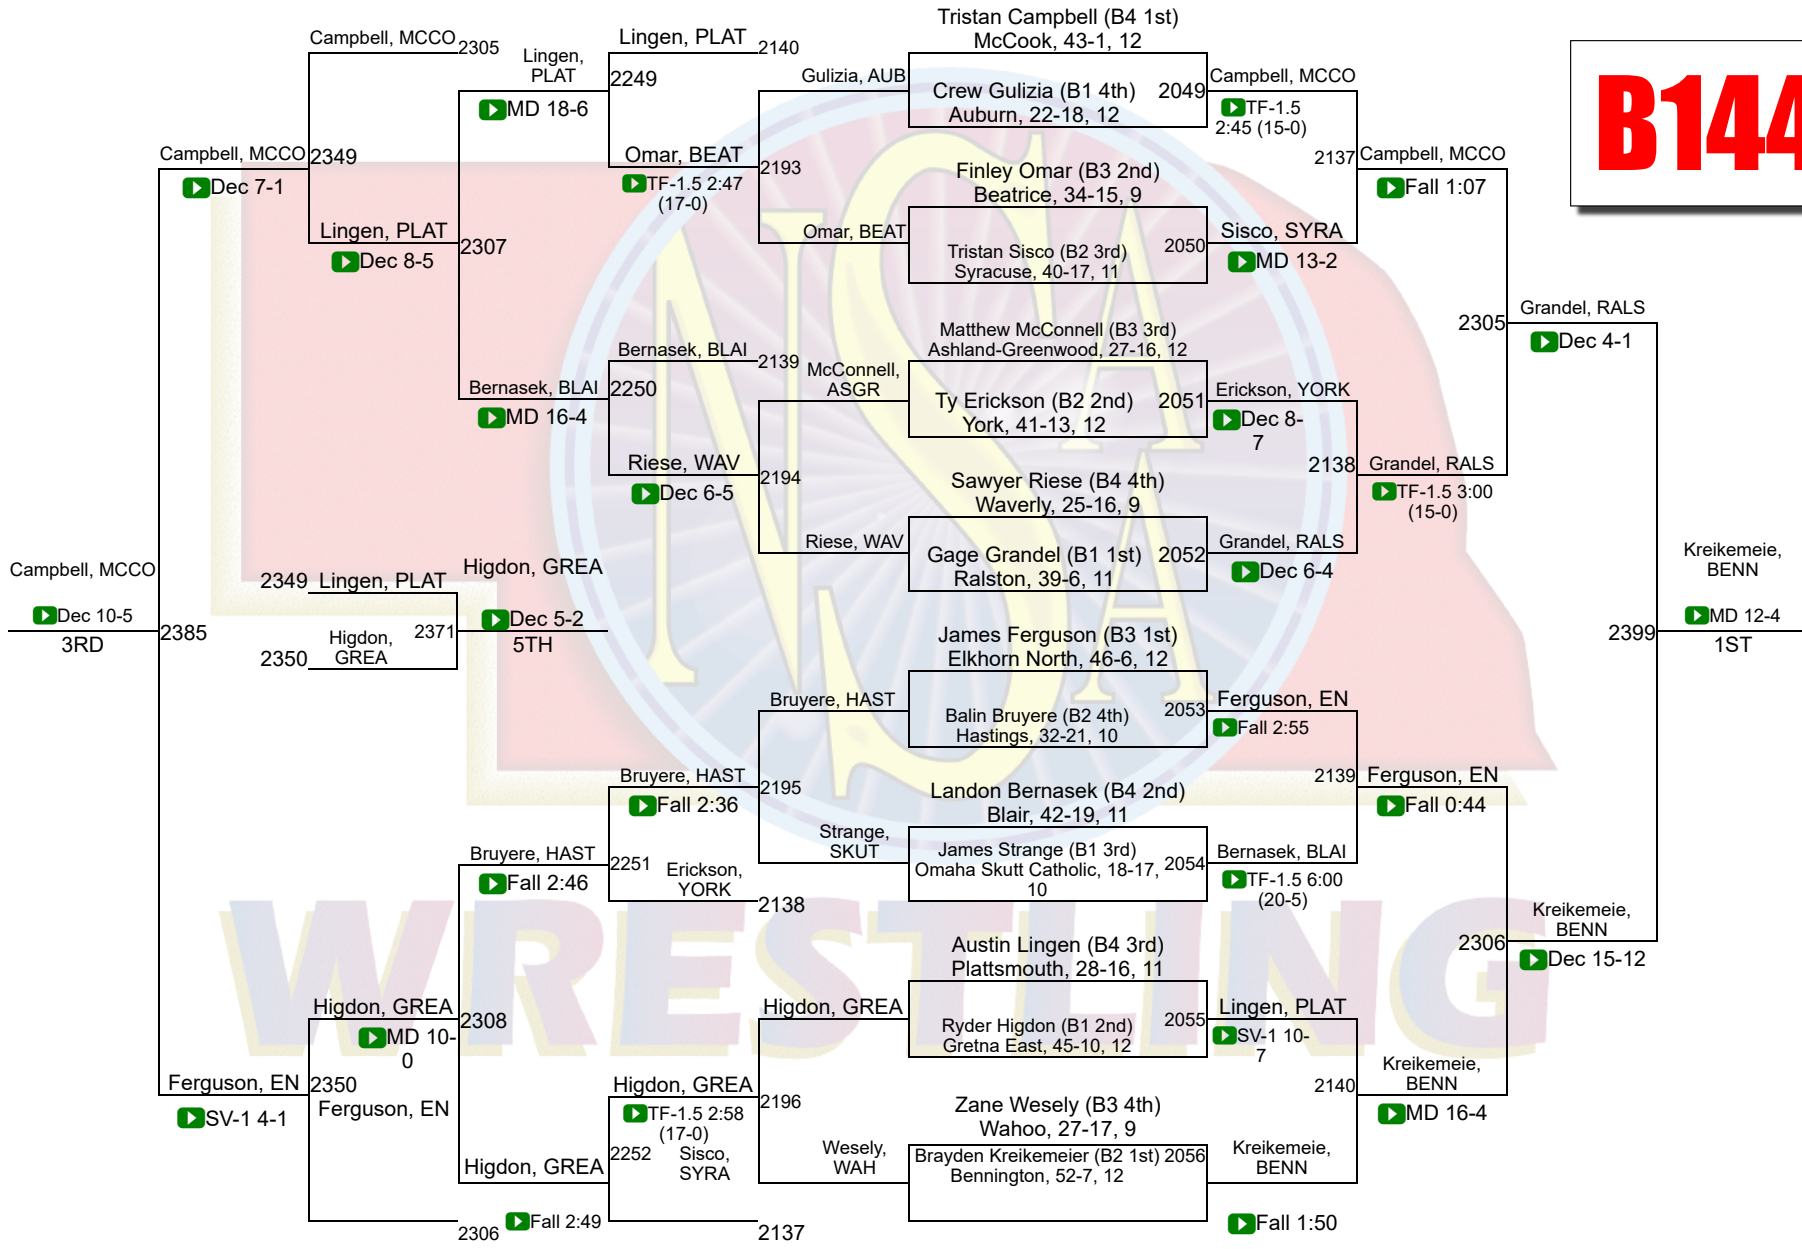 Tristan Campbell (B4 1st)
McCook, 43-1, 12
Campbell, MCCO
2305
Lingen,
PLAT
Lingen, PLAT
2140
2249
MD 18-6
Gulizia, AUB
Crew Gulizia (B1 4th)
Auburn, 22-18, 12
2049
Campbell, MCCO
TF-1.5
2:45 (15-0)
B144
Campbell, MCCO
2349
Dec 7-1
Omar, BEAT
TF-1.5 2:47
(17-0)
2193
Finley Omar (B3 2nd)
Beatrice, 34-15, 9
2137
Campbell, MCCO
Fall 1:07
Lingen, PLAT
Dec 8-5
2307
Omar, BEAT
Tristan Sisco (B2 3rd)
Syracuse, 40-17, 11
2050
Sisco, SYRA
MD 13-2
2305
Grandel, RALS
Dec 4-1
Bernasek, BLAI
2139
Matthew McConnell (B3 3rd)
Ashland-Greenwood, 27-16, 12
Bernasek, BLAI
2250
MD 16-4
McConnell,
ASGR
Ty Erickson (B2 2nd)
York, 41-13, 12
2051
Erickson, YORK
Dec 8-
7
Riese, WAV
Dec 6-5
2194
Sawyer Riese (B4 4th)
Waverly, 25-16, 9
2138
Grandel, RALS
TF-1.5 3:00
(15-0)
Riese, WAV
Gage Grandel (B1 1st)
Ralston, 39-6, 11
2052
Grandel, RALS
Dec 6-4
Campbell, MCCO
Dec 10-5
3RD
2385
2349
Lingen, PLAT
Higdon, GREA
2371
Dec 5-2
5TH
2350
Higdon,
GREA
James Ferguson (B3 1st)
Elkhorn North, 46-6, 12
2399
Kreikemeie,
BENN
MD 12-4
1ST
Bruyere, HAST
Balin Bruyere (B2 4th)
Hastings, 32-21, 10
2053
Ferguson, EN
Fall 2:55
Bruyere, HAST
Fall 2:36
2195
Landon Bernasek (B4 2nd)
Blair, 42-19, 11
2139
Ferguson, EN
Fall 0:44
Strange,
SKUT
James Strange (B1 3rd)
Omaha Skutt Catholic, 18-17,
10
2054
Bernasek, BLAI
TF-1.5 6:00
(20-5)
Bruyere, HAST
Fall 2:46
2251
Erickson,
YORK
2138
2306
Kreikemeie,
BENN
Dec 15-12
Austin Lingen (B4 3rd)
Plattsmouth, 28-16, 11
Higdon, GREA
MD 10-
0
2308
Higdon, GREA
Ryder Higdon (B1 2nd)
Gretna East, 45-10, 12
2055
Lingen, PLAT
SV-1 10-
7
Ferguson, EN
SV-1 4-1
2350
Ferguson, EN
Higdon, GREA
TF-1.5 2:58
(17-0)
2196
Zane Wesely (B3 4th)
Wahoo, 27-17, 9
2140
Kreikemeie,
BENN
MD 16-4
Higdon, GREA
2252
Sisco,
SYRA
Wesely,
WAH
Brayden Kreikemeier (B2 1st)
Bennington, 52-7, 12
2056
Kreikemeie,
BENN
2306
Fall 2:49
2137
Fall 1:50
NSAA
WRESTLING